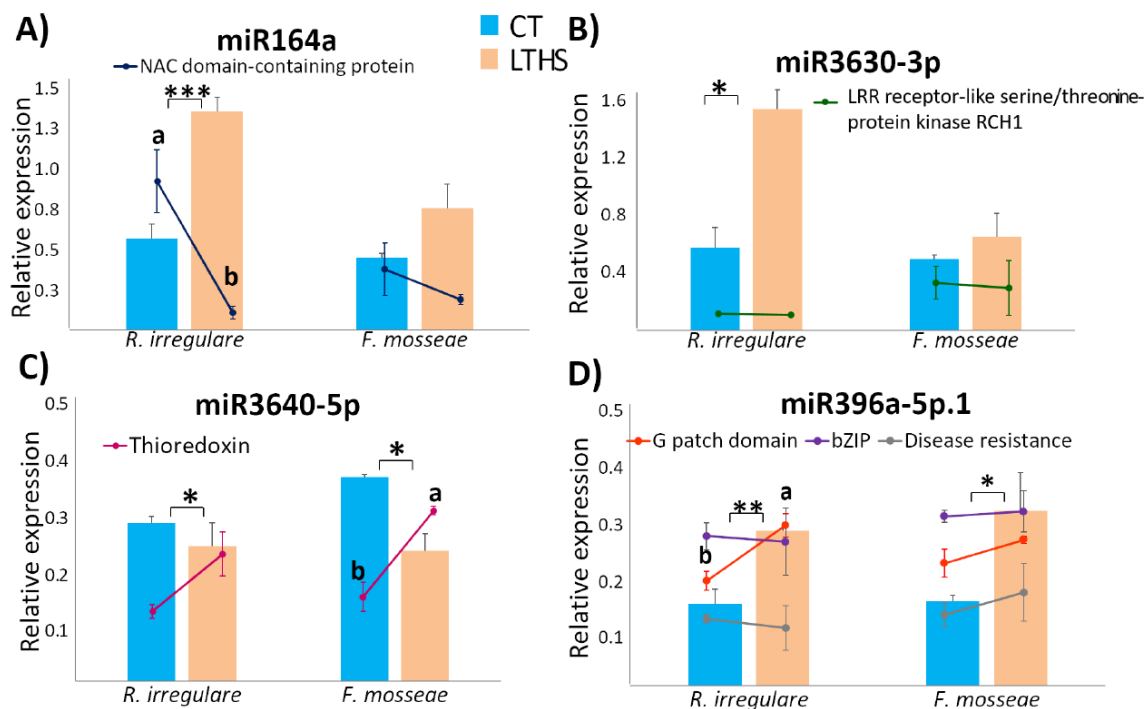 A)
miR164a
NAC domain-containing protein
CT
LTHS
Relative expression
1.5
1.3
1.0
0.8
0.5
0.3
***
a
b
R. irregulare
F. mosseae
B)
miR3630-3p
LRR receptor-like serine/threonine-
protein kinase RCH1
Relative expression
1.6
1.2
0.8
0.4
*
R. irregulare
F. mosseae
C)
miR3640-5p
Thioredoxin
Relative expression
0.5
0.4
0.3
0.2
0.1
*
*
b
a
R. irregulare
F. mosseae
D)
miR396a-5p.1
G patch domain
bZIP
Disease resistance
Relative expression
0.5
0.4
0.3
0.2
0.1
**
*
b
a
R. irregulare
F. mosseae